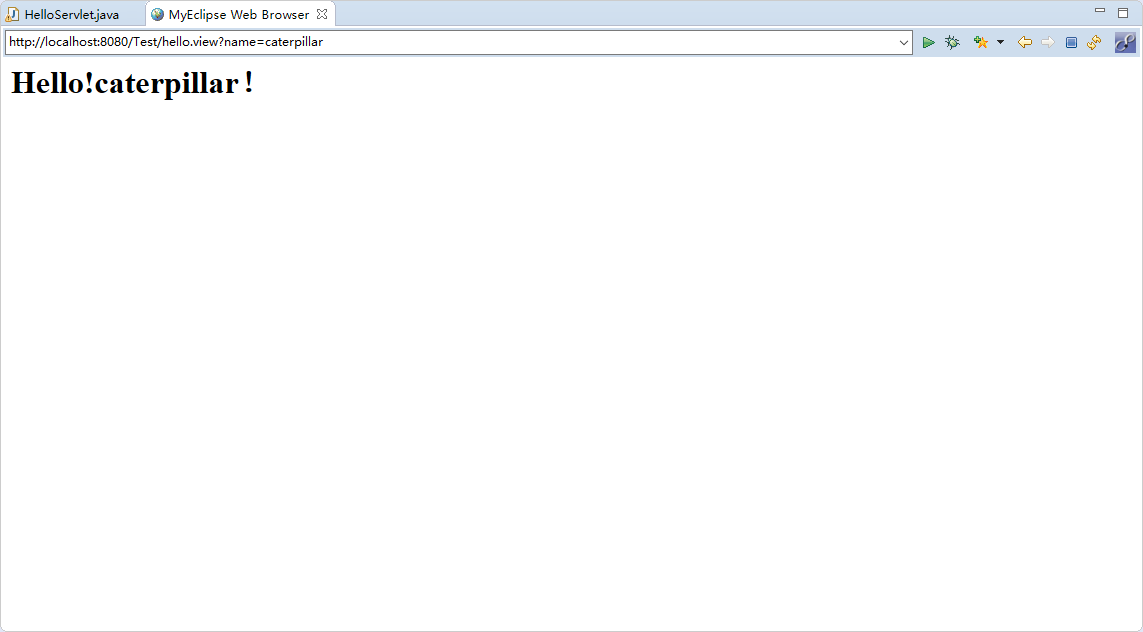 HelloServlet.java MyEclipse Web Browser
http://localhost:8080/Test/hello.view?name=caterpillar
Hello!caterpillar！